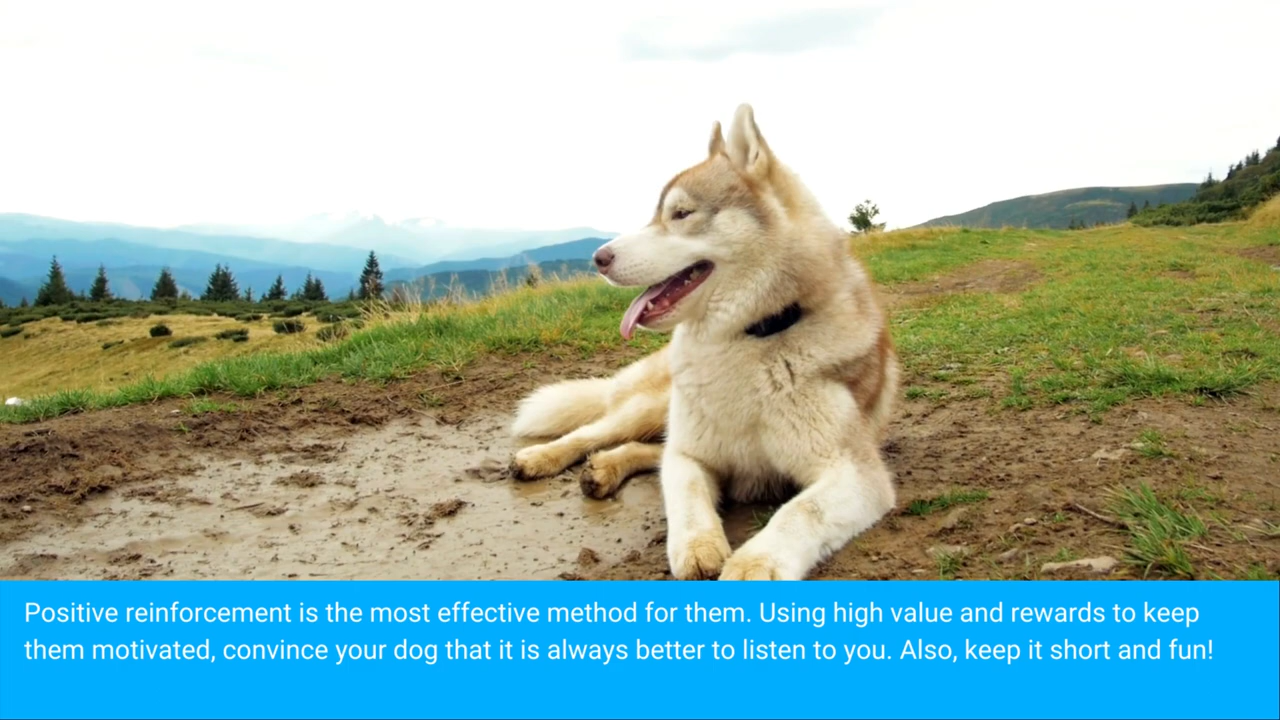 Positive reinforcement is the most effective method for them. Using high value and rewards to keep
them motivated, convince your dog that it is always better to listen to you. Also, keep it short and fun!